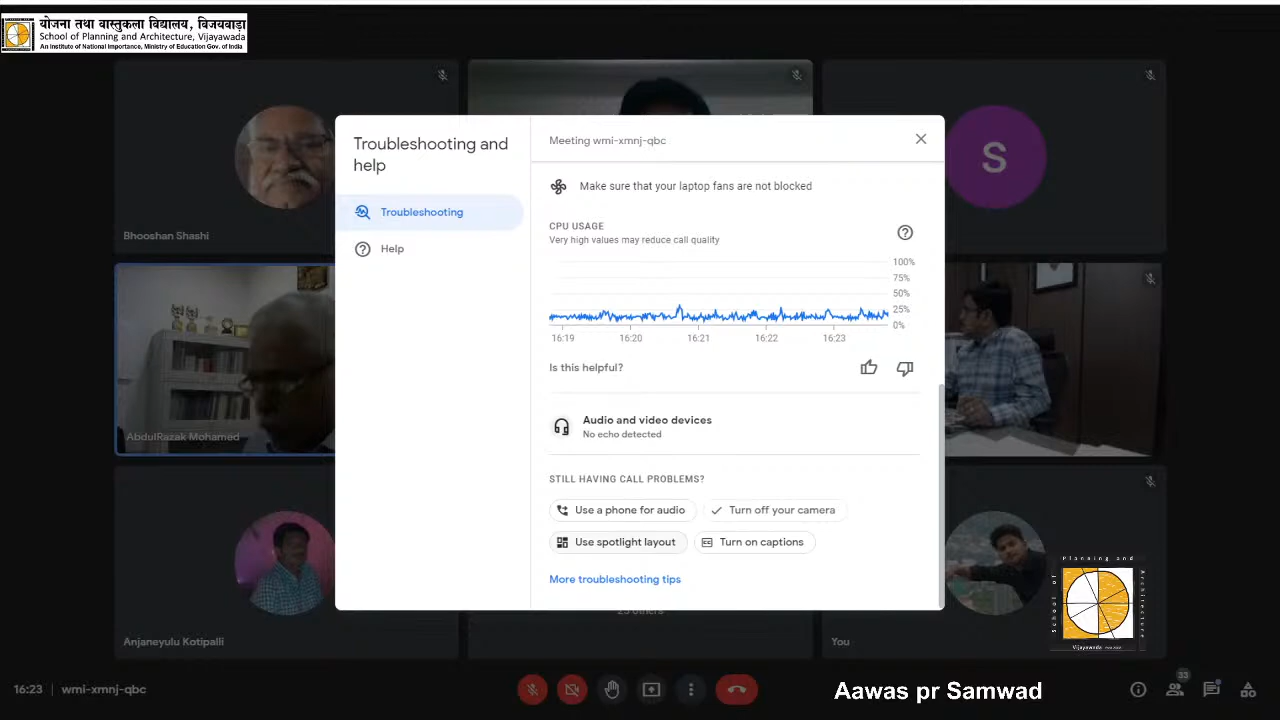 योजना तथा वास्तुकला विद्यालय, विजयवाड़ा
School of Planning and Architecture, Vijayawada
An Institute of National Importance, Ministry of Education Gov. of India
Troubleshooting and help
Troubleshooting
Help
Meeting wmi-xmnj-qbc
Make sure that your laptop fans are not blocked
CPU USAGE
Very high values may reduce call quality
100%
75%
50%
25%
0%
16:19 16:20 16:21 16:22 16:23
Is this helpful?
Audio and video devices
No echo detected
STILL HAVING CALL PROBLEMS?
Use a phone for audio Turn off your camera
Use spotlight layout Turn on captions
More troubleshooting tips
Bhooshan Shashi
S
AbdulRazak Mohamed
Anjaneyulu Kotipalli
You
School of Planning and Architecture
Vijayawada
16:23 | wmi-xmnj-qbc
Aawas pr Samwad
33